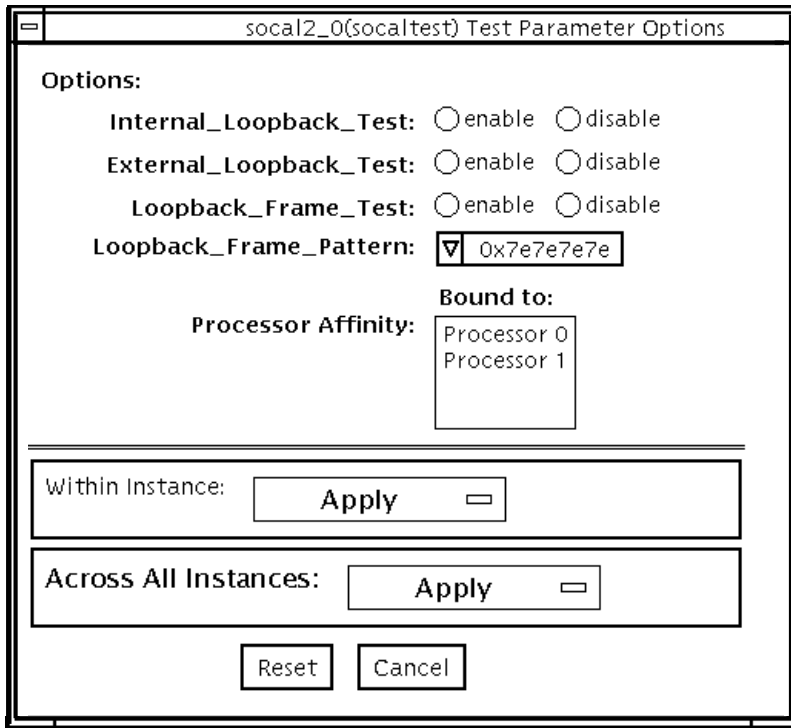 socal2_0(socaltest) Test Parameter Options
Options:
Internal_Loopback_Test: enable disable
External_Loopback_Test: enable disable
Loopback_Frame_Test: enable disable
Loopback_Frame_Pattern: 0x7e7e7e7e
Bound to:
Processor Affinity:
Processor 0
Processor 1
Within Instance: Apply
Across All Instances: Apply
Reset Cancel